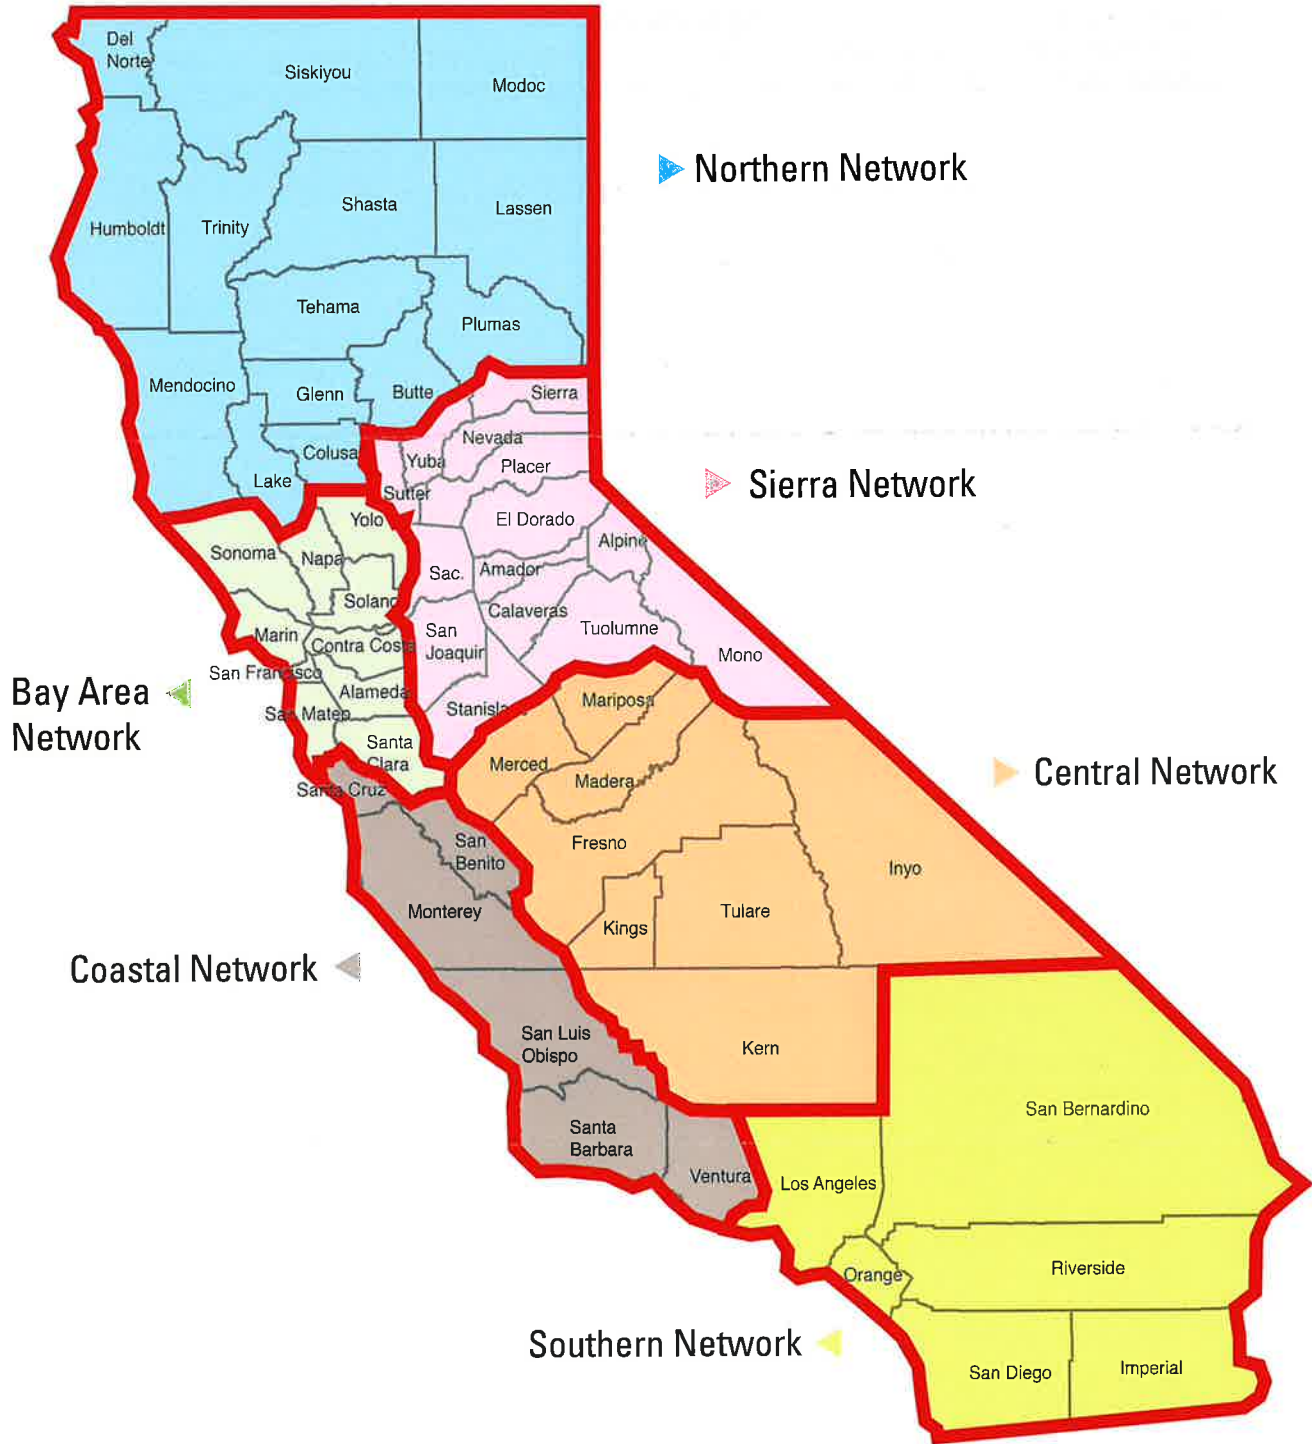 Del
Norte
Siskiyou
Modoc
Northern Network
Humboldt
Trinity
Shasta
Lassen
Tehama
Plumas
Mendocino
Glenn
Butte
Sierra
Colusa
Lake
Nevada
Yuba
Placer
Sutter
Sierra Network
El Dorado
Yolo
Sonoma
Napa
Alpine
Sac.
Amador
Solano
Calaveras
Marin
San
Joaquin
Tuolumne
Contra Costa
Mono
San Francisco
Alameda
Bay Area
Network
San Mateo
Stanisla
Mariposa
Santa
Clara
Merced
Madera
Central Network
Santa Cruz
San
Benito
Fresno
Inyo
Monterey
Kings
Tulare
Coastal Network
San Luis
Obispo
Kern
San Bernardino
Santa
Barbara
Ventura
Los Angeles
Orange
Riverside
Southern Network
San Diego
Imperial